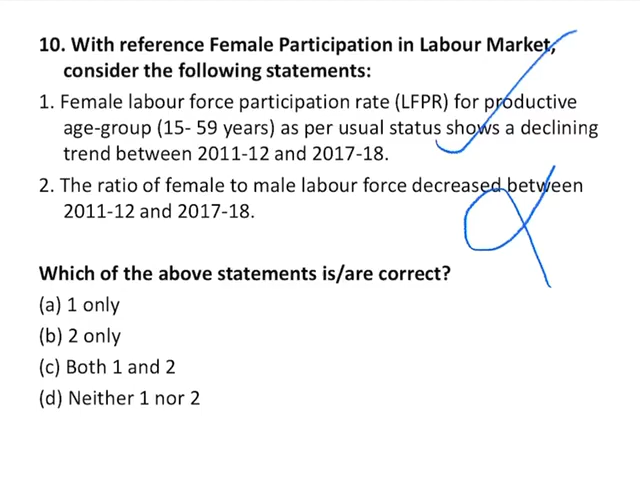 10. With reference Female Participation in Labour Market,
consider the following statements:
1. Female labour force participation rate (LFPR) for productive
age-group (15- 59 years) as per usual status shows a declining
trend between 2011-12 and 2017-18.
2. The ratio of female to male labour force decreased between
2011-12 and 2017-18.
Which of the above statements is/are correct?
(a) 1 only
(b) 2 only
(c) Both 1 and 2
(d) Neither 1 nor 2